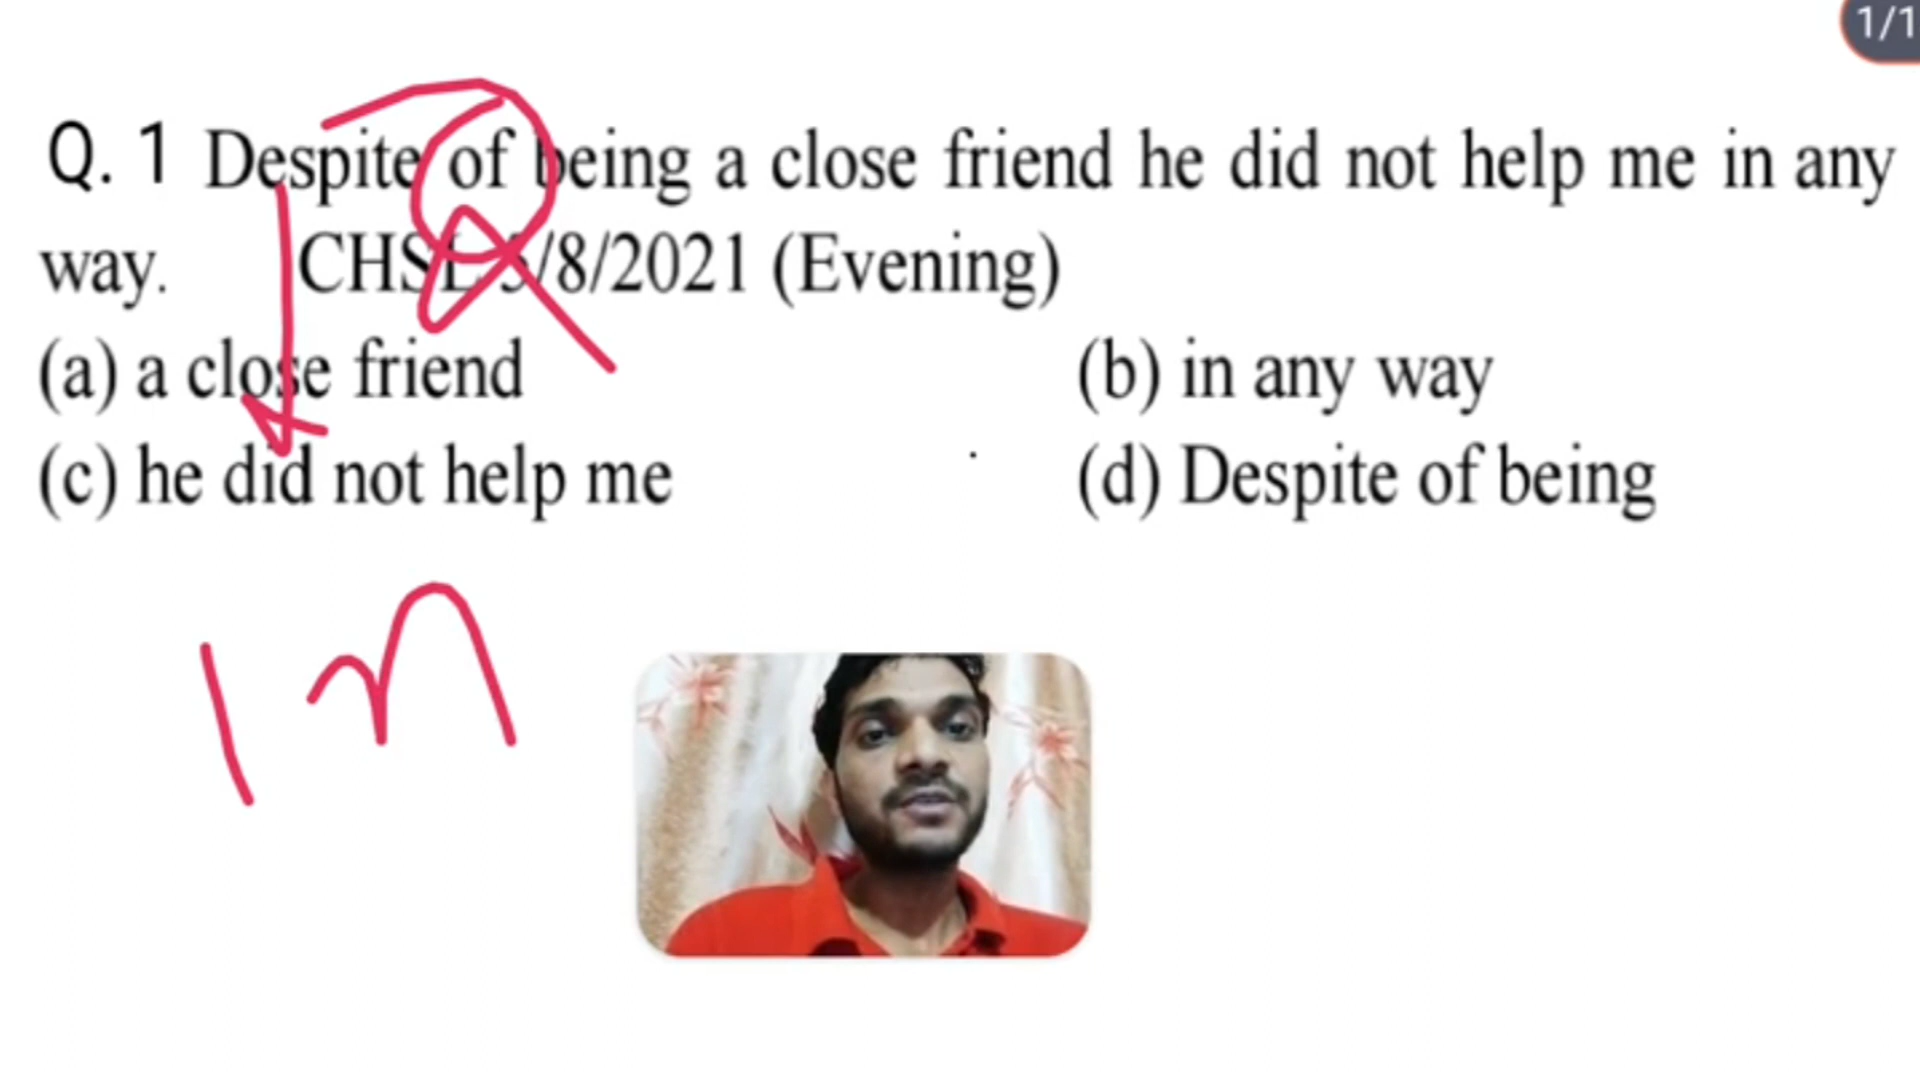 1/1
Q. 1 Despite of being a close friend he did not help me in any
way. CHSL /8/2021 (Evening)
(a) a close friend
(b) in any way
(c) he did not help me
(d) Despite of being
In